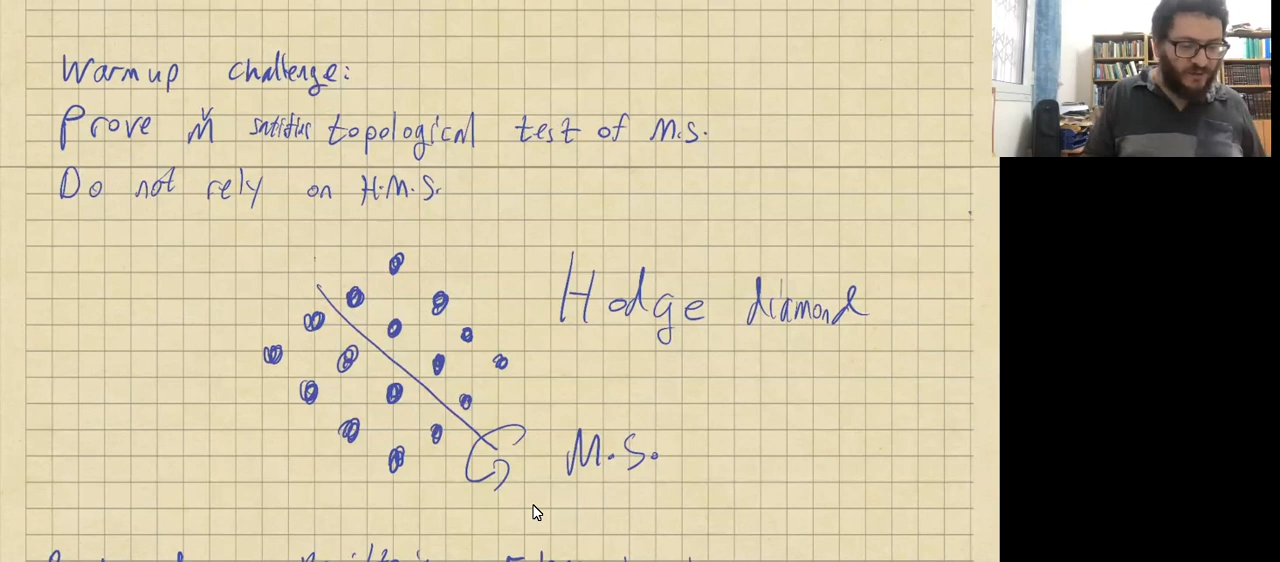 Warmup challenge:
Prove M̌ satisfies topological test of M.S.
Do not rely on H.M.S.
Hodge diamond
M.S.